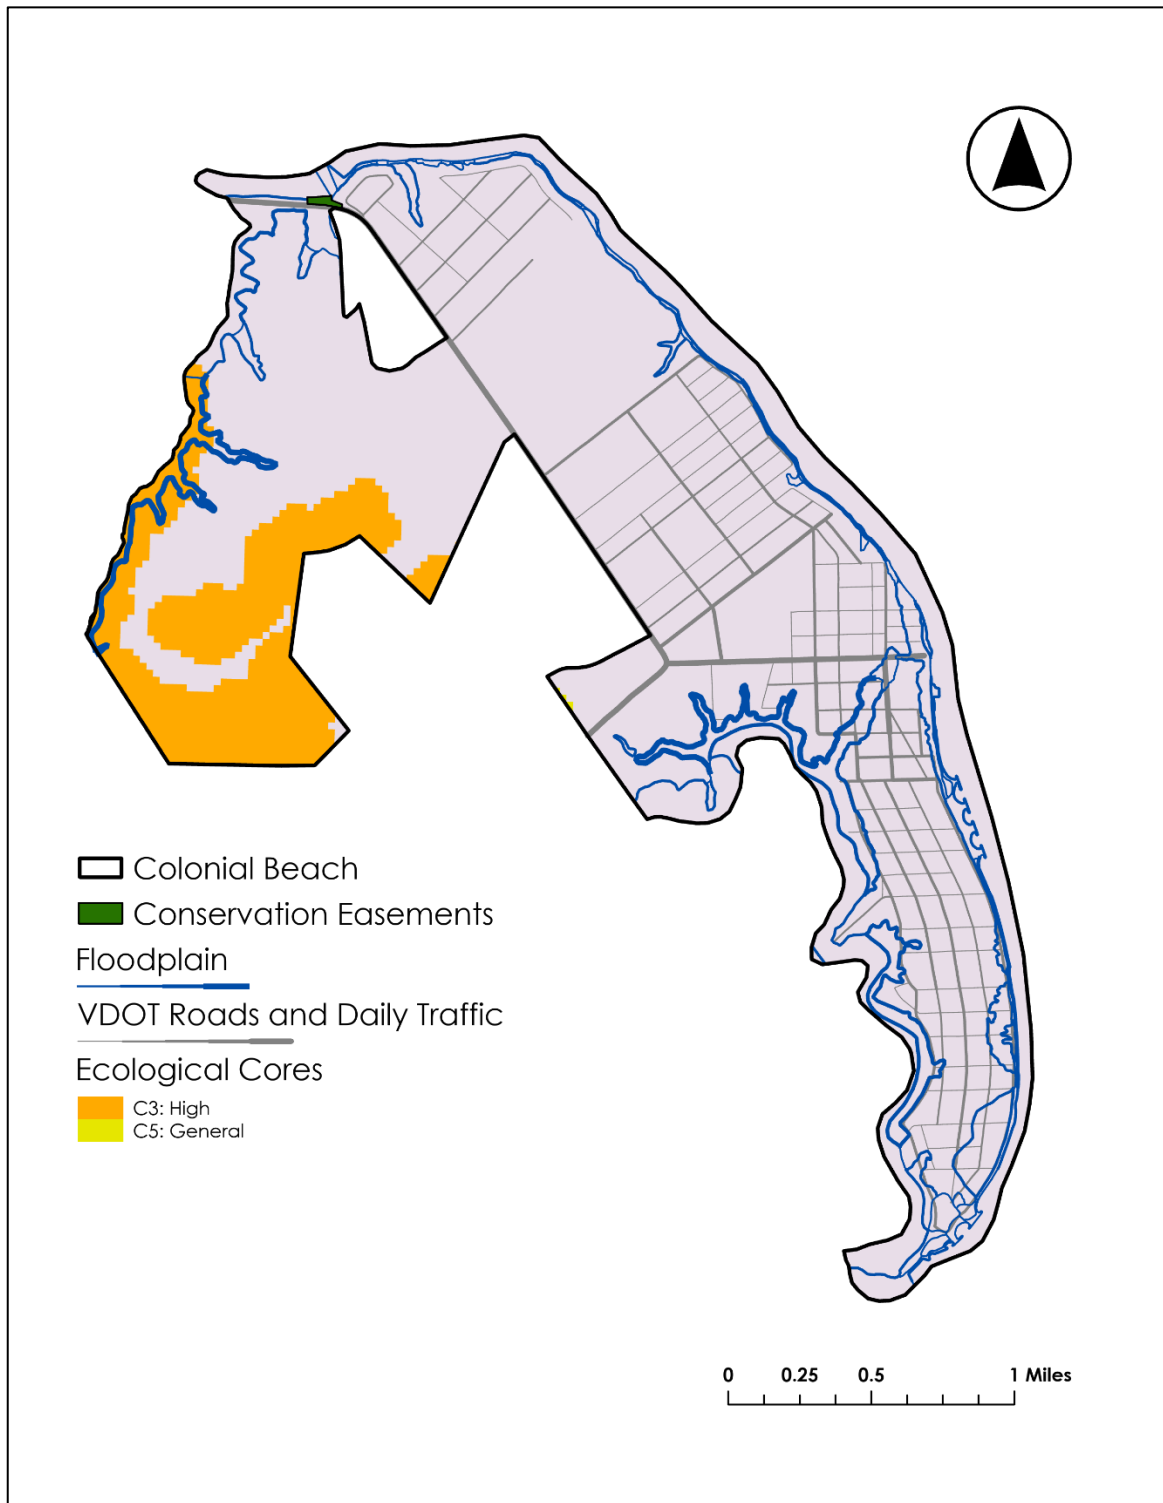 Colonial Beach
Conservation Easements
Floodplain
VDOT Roads and Daily Traffic
Ecological Cores
C3: High
C5: General
0 0.25 0.5 1 Miles